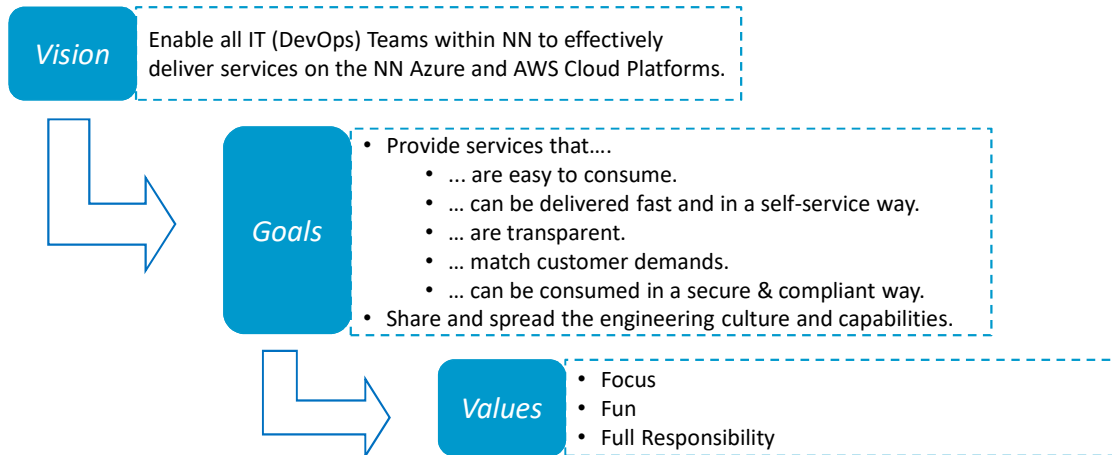 Vision
Enable all IT (DevOps) Teams within NN to effectively
deliver services on the NN Azure and AWS Cloud Platforms.
Goals
• Provide services that….
• ... are easy to consume.
• … can be delivered fast and in a self-service way.
• … are transparent.
• … match customer demands.
• … can be consumed in a secure & compliant way.
• Share and spread the engineering culture and capabilities.
Values
• Focus
• Fun
• Full Responsibility